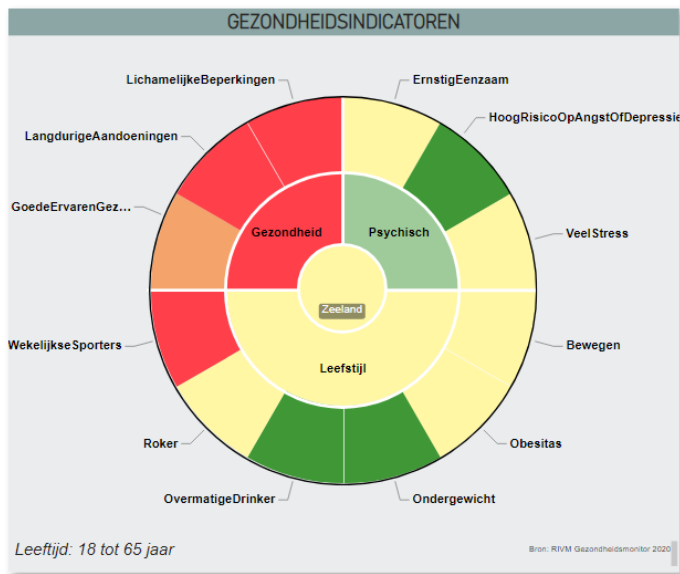 GEZONDHEIDSINDICATOREN
LichamelijkeBeperkingen
ErnstigEenzaam
HoogRisicoOpAngstOfDepressie
LangdurigeAandoeningen
GoedeErvarenGez...
Gezondheid
Psychisch
VeelStress
Zeeland
WekelijkseSporters
Bewegen
Leefstijl
Roker
Obesitas
OvermatigeDrinker
Ondergewicht
Leeftijd: 18 tot 65 jaar
Bron: RIVM Gezondheidsmonitor 2020